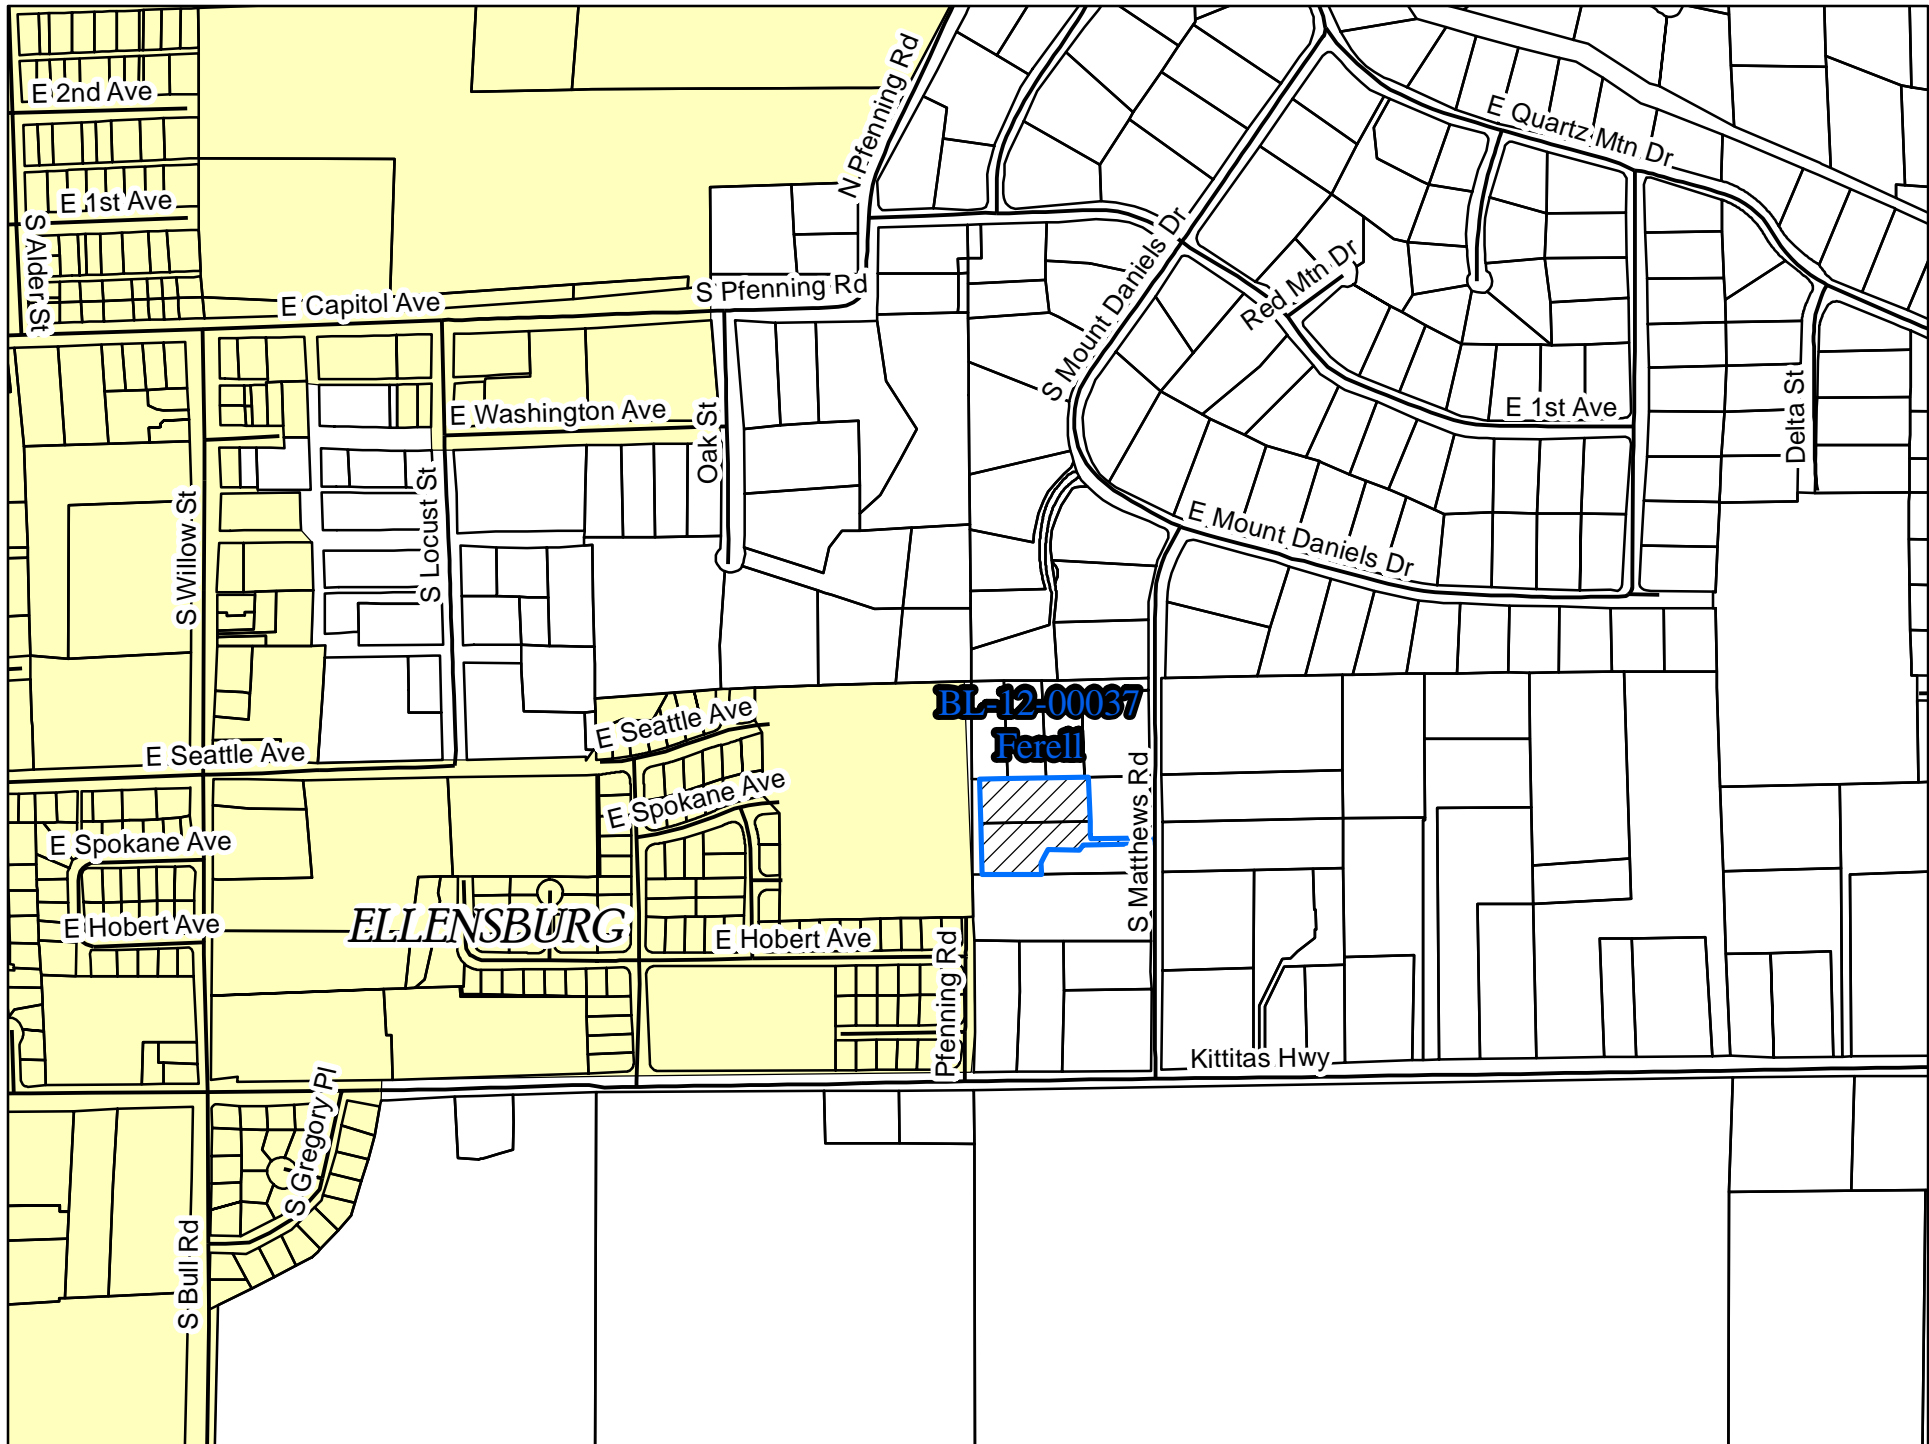 E 2nd Ave
N Pfenning Rd
E Quartz Mtn Dr
E 1st Ave
S Alder St
S Mount Daniels Dr
Red Mtn Dr
S Pfenning Rd
E Capitol Ave
E 1st Ave
Delta St
E Washington Ave
Oak St
S Locust St
S Willow St
E Mount Daniels Dr
BL-12-00037
Ferell
E Seattle Ave
E Seattle Ave
S Matthews Rd
E Spokane Ave
E Spokane Ave
E Hobert Ave
ELLENSBURG
E Hobert Ave
Pfenning Rd
Kittitas Hwy
S Gregory Pl
S Bull Rd